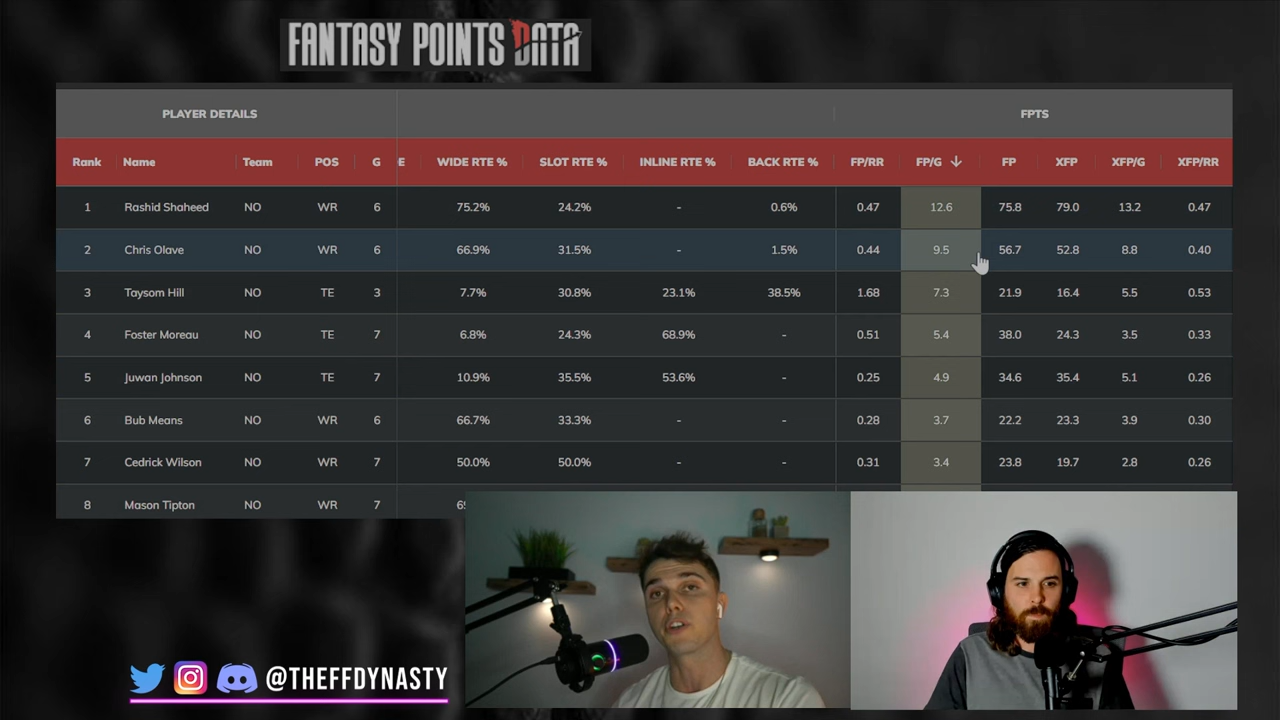 FANTASY POINTS DATA
PLAYER DETAILS FPTS
Rank Name Team POS G E WIDE RTE % SLOT RTE % INLINE RTE % BACK RTE % FP/RR FP/G ↓ FP XFP XFP/G XFP/RR
1 Rashid Shaheed NO WR 6 75.2% 24.2% - 0.6% 0.47 12.6 75.8 79.0 13.2 0.47
2 Chris Olave NO WR 6 66.9% 31.5% - 1.5% 0.44 9.5 56.7 52.8 8.8 0.40
3 Taysom Hill NO TE 3 7.7% 30.8% 23.1% 38.5% 1.68 7.3 21.9 16.4 5.5 0.53
4 Foster Moreau NO TE 7 6.8% 24.3% 68.9% - 0.51 5.4 38.0 24.3 3.5 0.33
5 Juwan Johnson NO TE 7 10.9% 35.5% 53.6% - 0.25 4.9 34.6 35.4 5.1 0.26
6 Bub Means NO WR 6 66.7% 33.3% - - 0.28 3.7 22.2 23.3 3.9 0.30
7 Cedrick Wilson NO WR 7 50.0% 50.0% - - 0.31 3.4 23.8 19.7 2.8 0.26
8 Mason Tipton NO WR 7
@THEFFDYNASTY